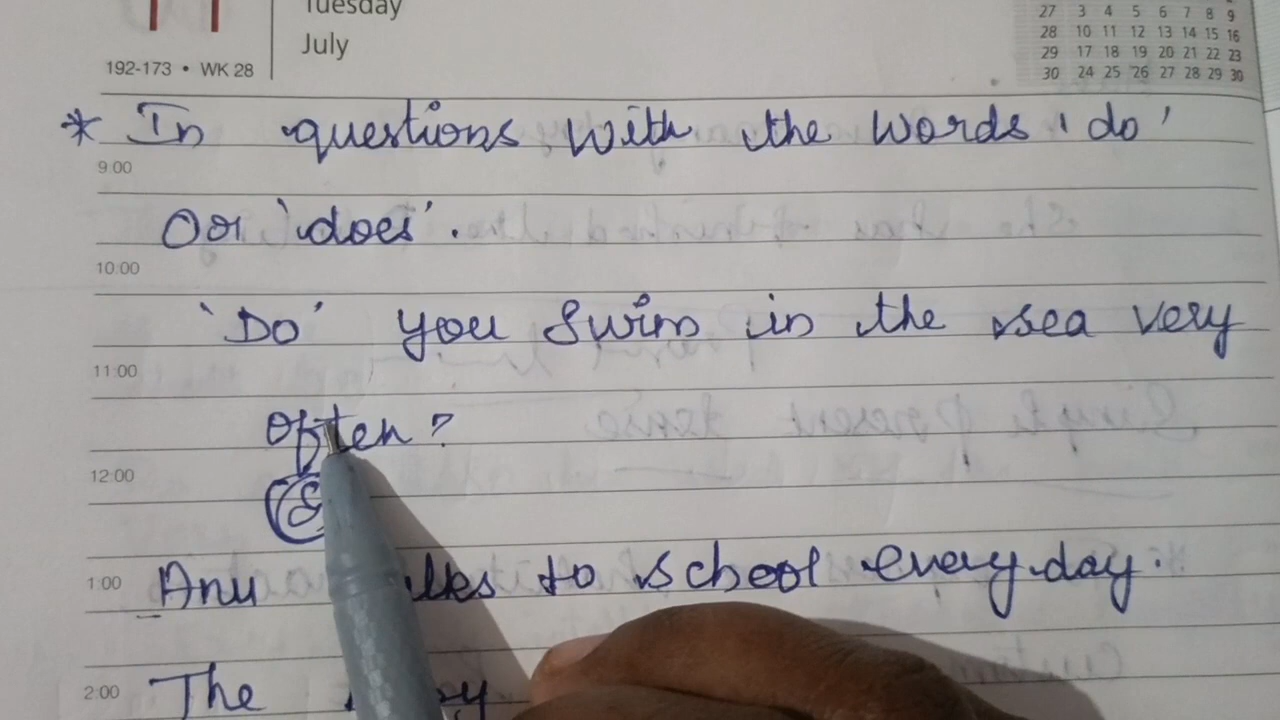 Tuesday
July
192-173 • WK 28
27 3 4 5 6 7 8 9
28 10 11 12 13 14 15 16
29 17 18 19 20 21 22 23
30 24 25 26 27 28 29 30
* In questions with the words 'do'
9:00
Or 'does'.
10:00
'Do' you swim in the sea very
11:00
often?
12:00
1:00 Anu to school everyday.
2:00 The